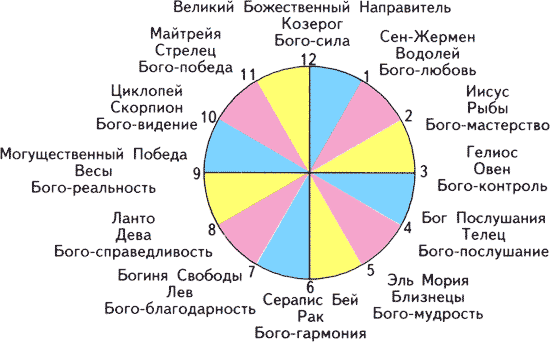 Великий Божественный Направитель
Козерог
Бого-сила
12
Сен-Жермен
Водолей
Бого-любовь
1
Иисус
Рыбы
Бого-мастерство
2
Гелиос
Овен
Бого-контроль
3
Бог Послушания
Телец
Бого-послушание
4
Эль Мория
Близнецы
Бого-мудрость
5
Серапис Бей
Рак
Бого-гармония
6
Богиня Свободы
Лев
Бого-благодарность
7
Ланто
Дева
Бого-справедливость
8
Могущественный Победа
Весы
Бого-реальность
9
Циклопей
Скорпион
Бого-видение
10
Майтрейя
Стрелец
Бого-победа
11